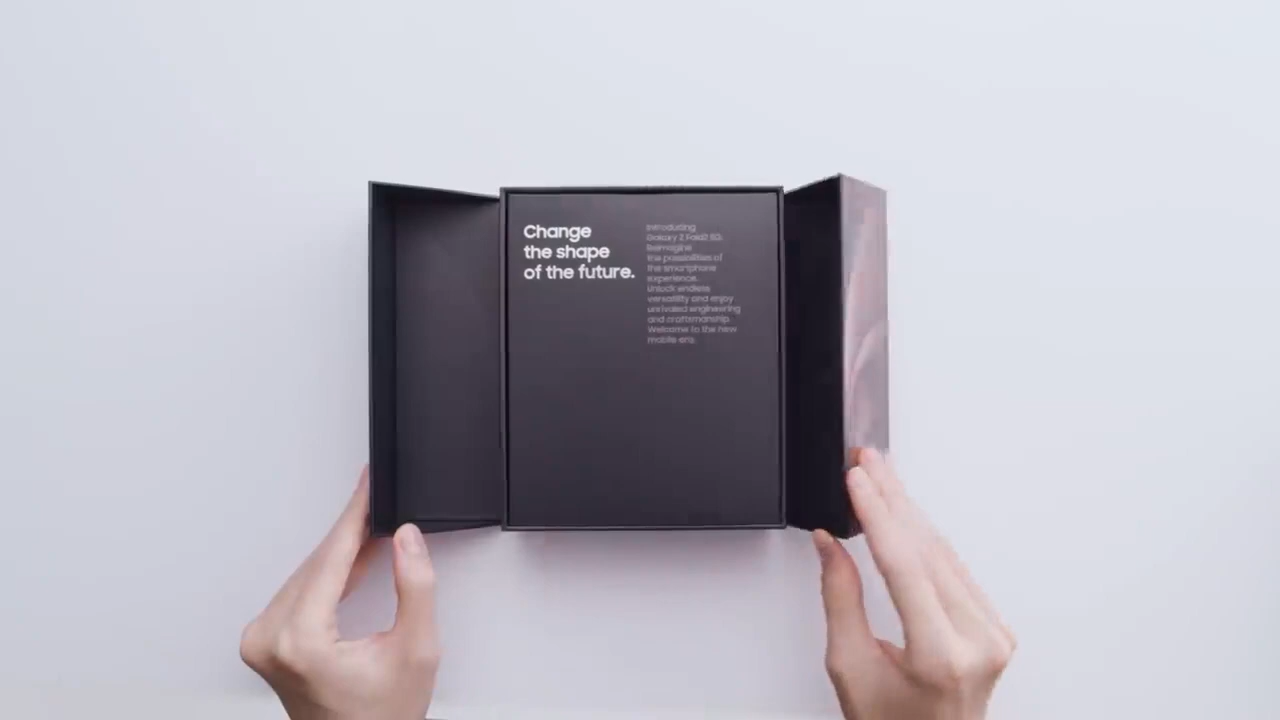 Change
the shape
of the future.
Introducing
Galaxy Z Fold2 5G.
Reimagine
the possibilities of
the smartphone
experience.
Unlock endless
versatility and enjoy
unrivaled engineering
and craftsmanship.
Welcome to the new
mobile era.